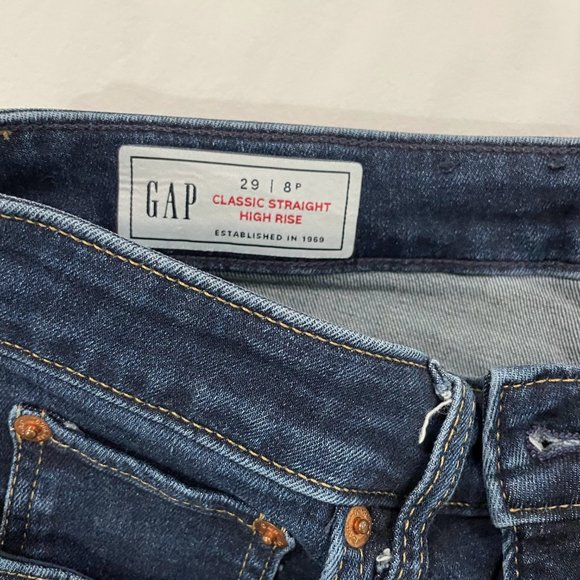 GAP
29 | 8P
CLASSIC STRAIGHT
HIGH RISE
ESTABLISHED IN 1969